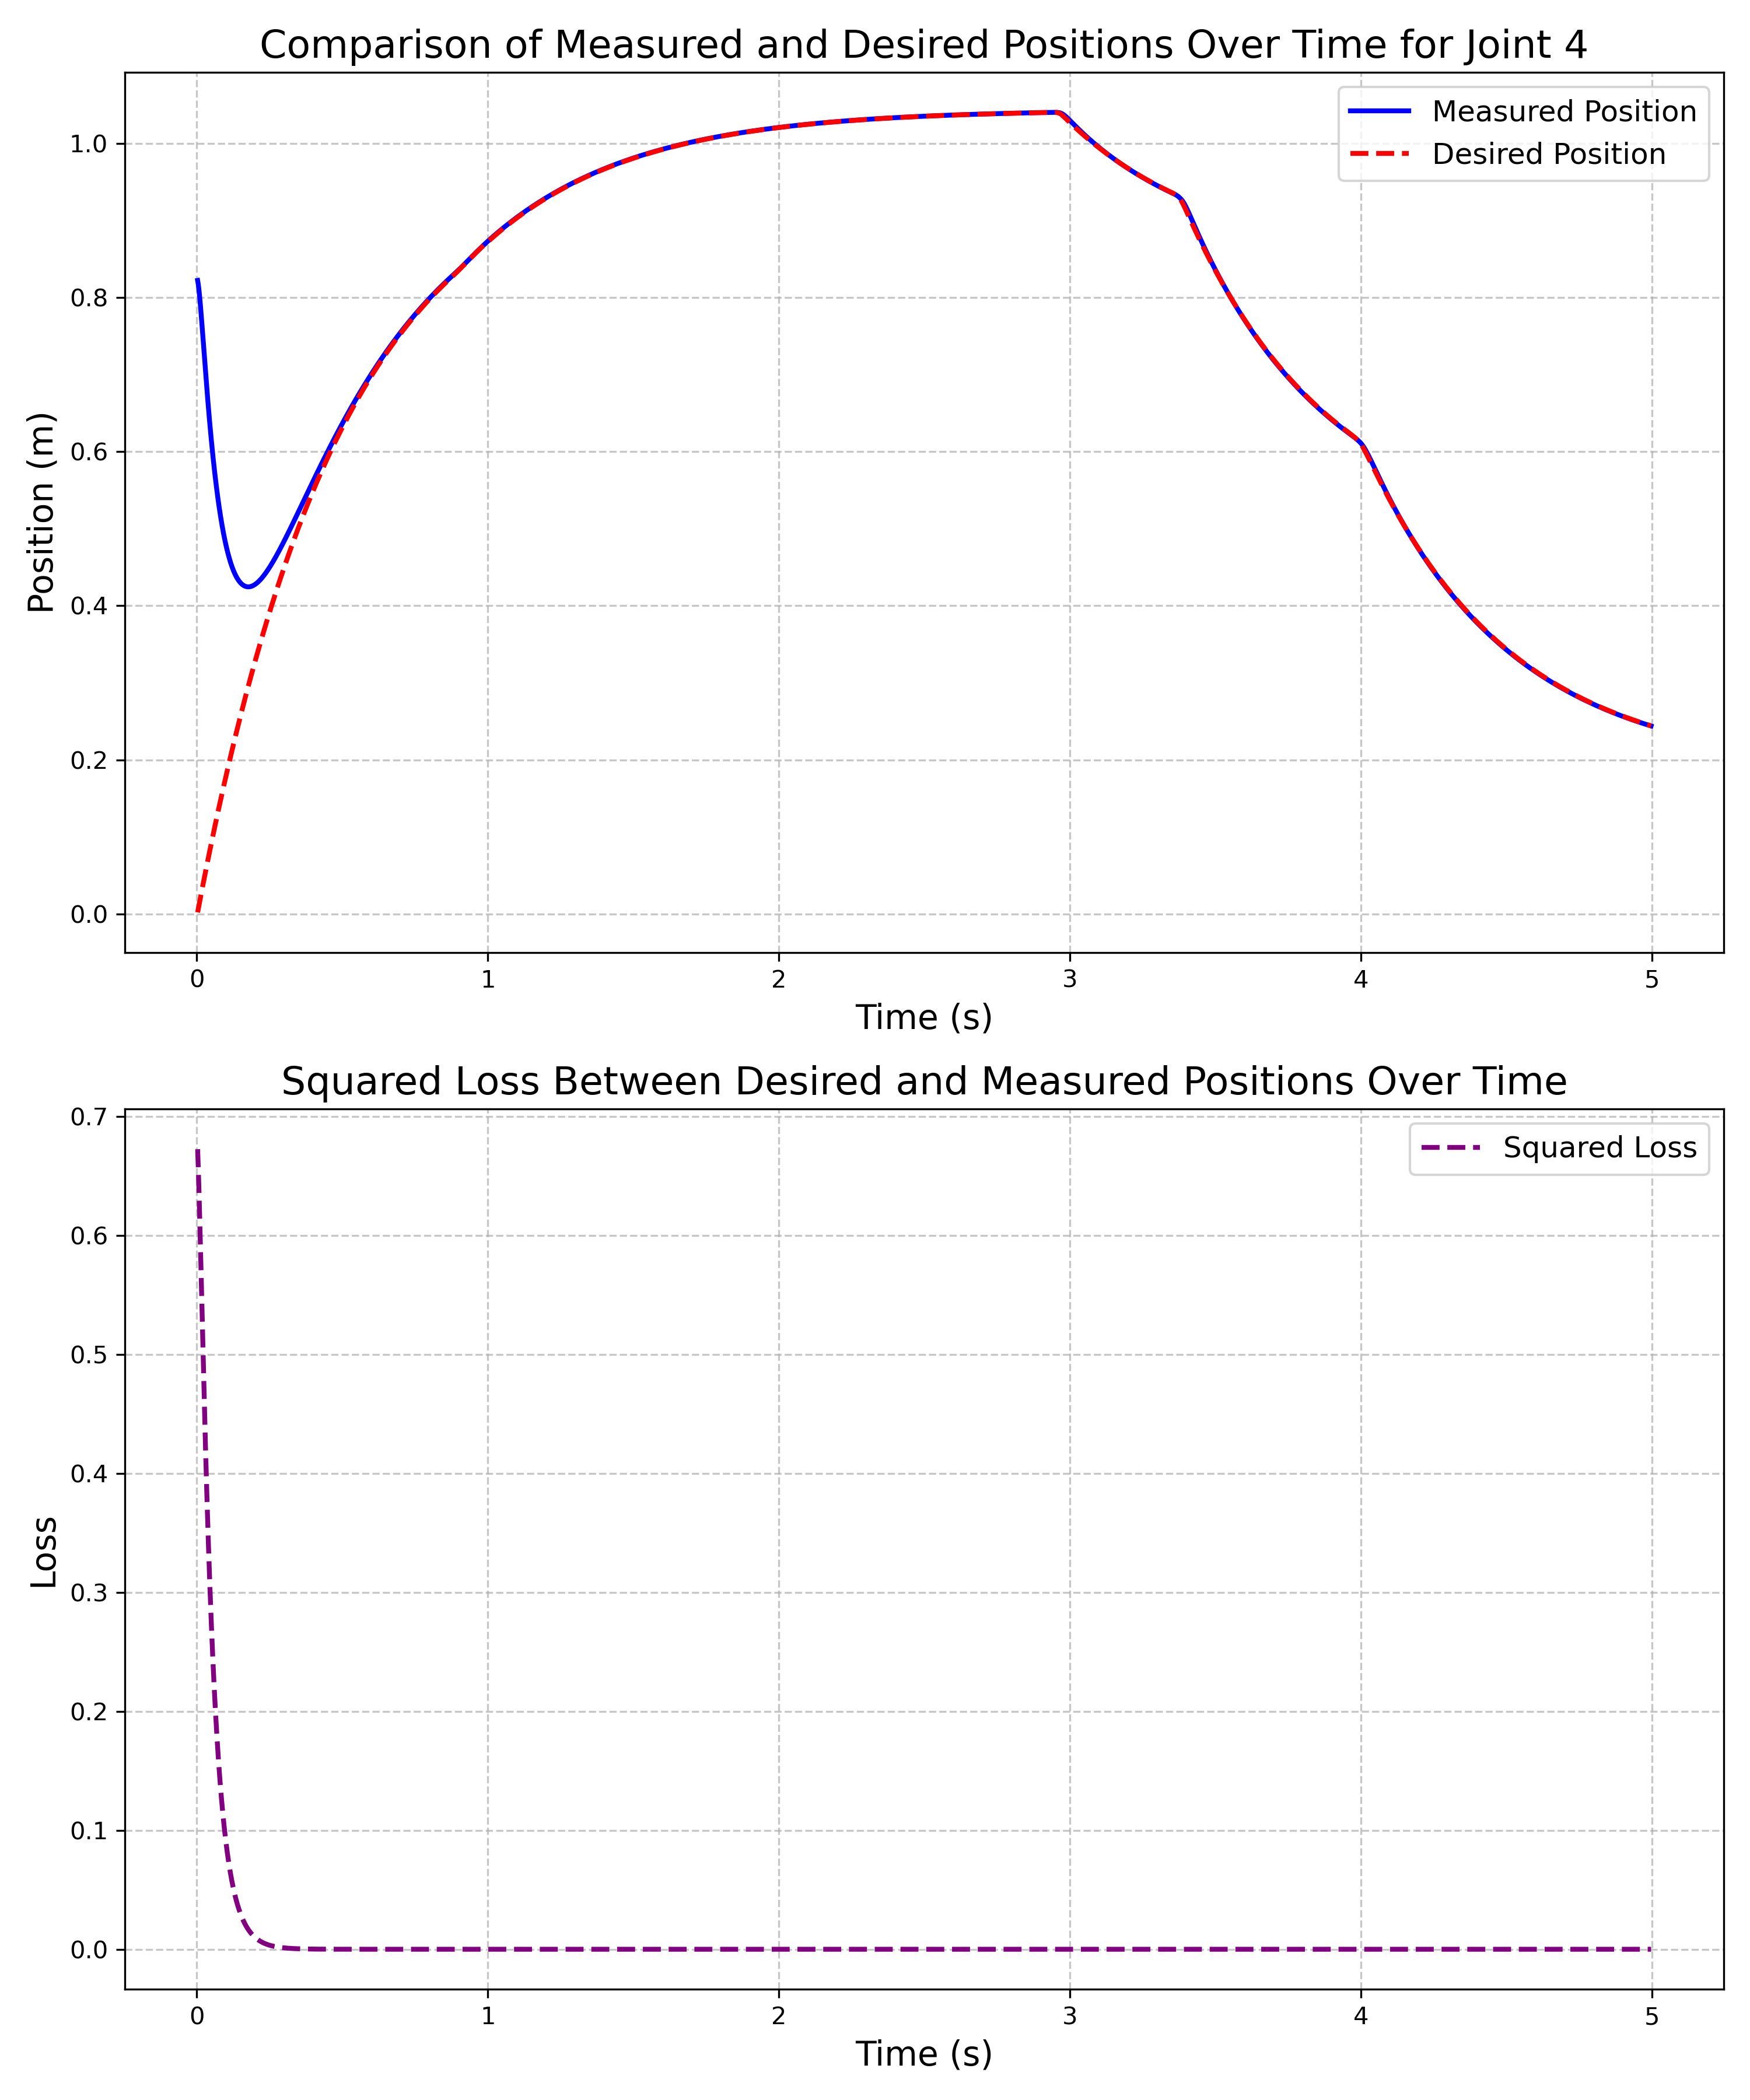 Comparison of Measured and Desired Positions Over Time for Joint 4
Measured Position
Desired Position
Position (m)
1.0
0.8
0.6
0.4
0.2
0.0
0 1 2 3 4 5
Time (s)
Squared Loss Between Desired and Measured Positions Over Time
Squared Loss
Loss
0.7
0.6
0.5
0.4
0.3
0.2
0.1
0.0
0 1 2 3 4 5
Time (s)